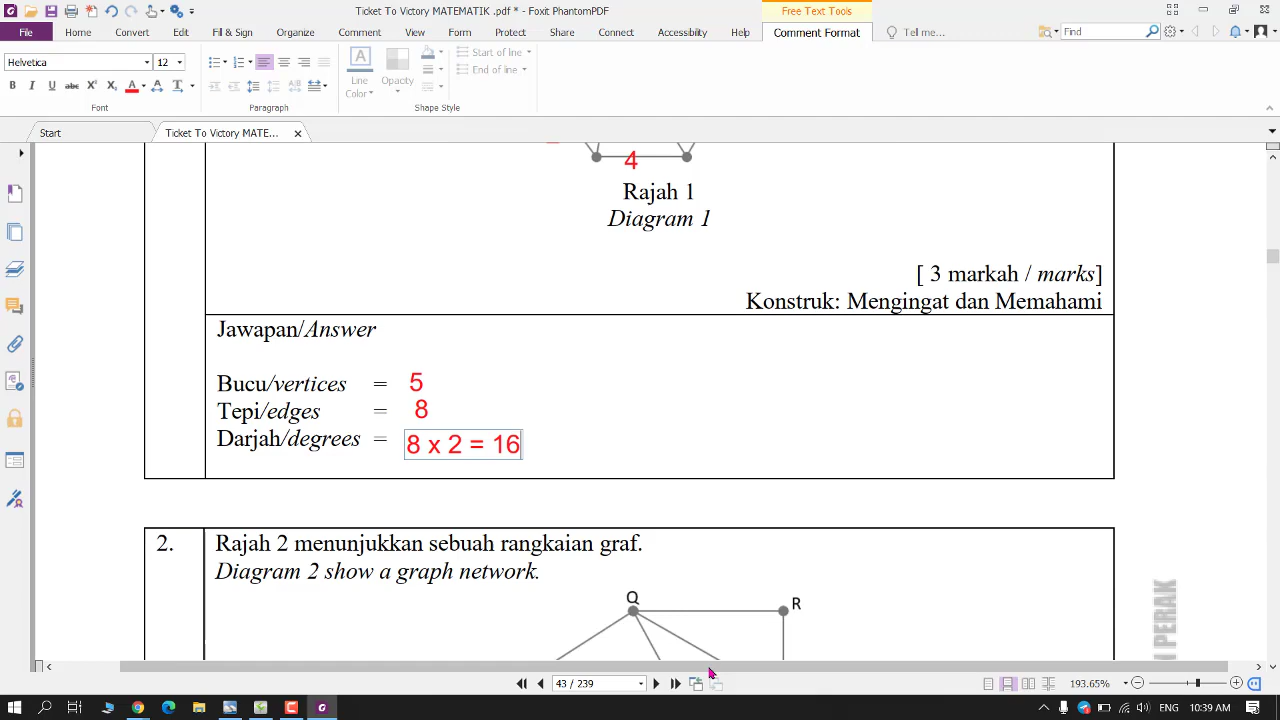 Ticket To Victory MATEMATIK .pdf * - Foxit PhantomPDF
Free Text Tools
File Home Convert Edit Fill & Sign Organize Comment View Form Protect Share Connect Accessibility Help Comment Format Tell me... Find
Helvetica 12
Line Color
Opacity
Start of line
End of line
Font Paragraph Shape Style
Start Ticket To Victory MATE...
4
Rajah 1
Diagram 1
[ 3 markah / marks]
Konstruk: Mengingat dan Memahami
Jawapan/Answer
Bucu/vertices = 5
Tepi/edges = 8
Darjah/degrees = 8 x 2 = 16
2. Rajah 2 menunjukkan sebuah rangkaian graf.
Diagram 2 show a graph network.
Q R
N PERAK
43 / 239 193.65%
ENG 10:39 AM